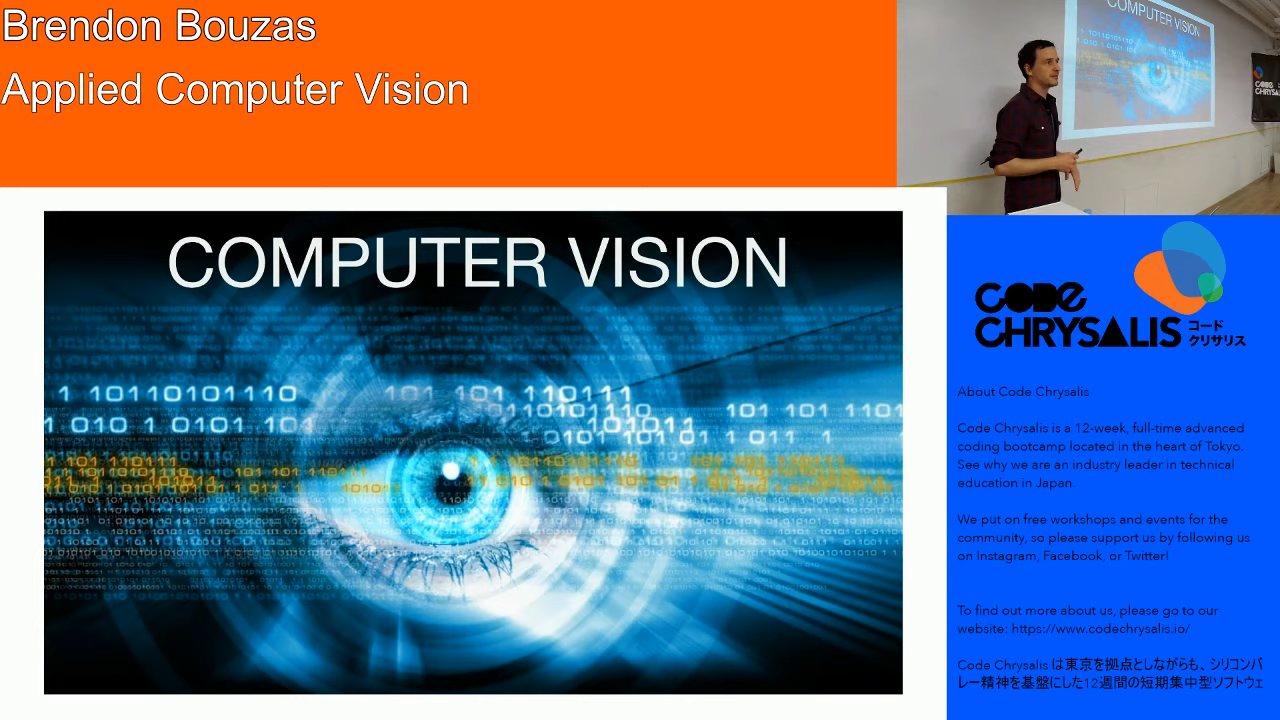 Brendon Bouzas
Applied Computer Vision
COMPUTER VISION
COMPUTER VISION
CODE
CHRYSALIS
コード
クリサリス
About Code Chrysalis
Code Chrysalis is a 12-week, full-time advanced
coding bootcamp located in the heart of Tokyo.
See why we are an industry leader in technical
education in Japan.
We put on free workshops and events for the
community, so please support us by following us
on Instagram, Facebook, or Twitter!
To find out more about us, please go to our
website: https://www.codechrysalis.io/
Code Chrysalis は東京を拠点としながらも、シリコンバ
レー精神を基盤にした12週間の短期集中型ソフトウェ